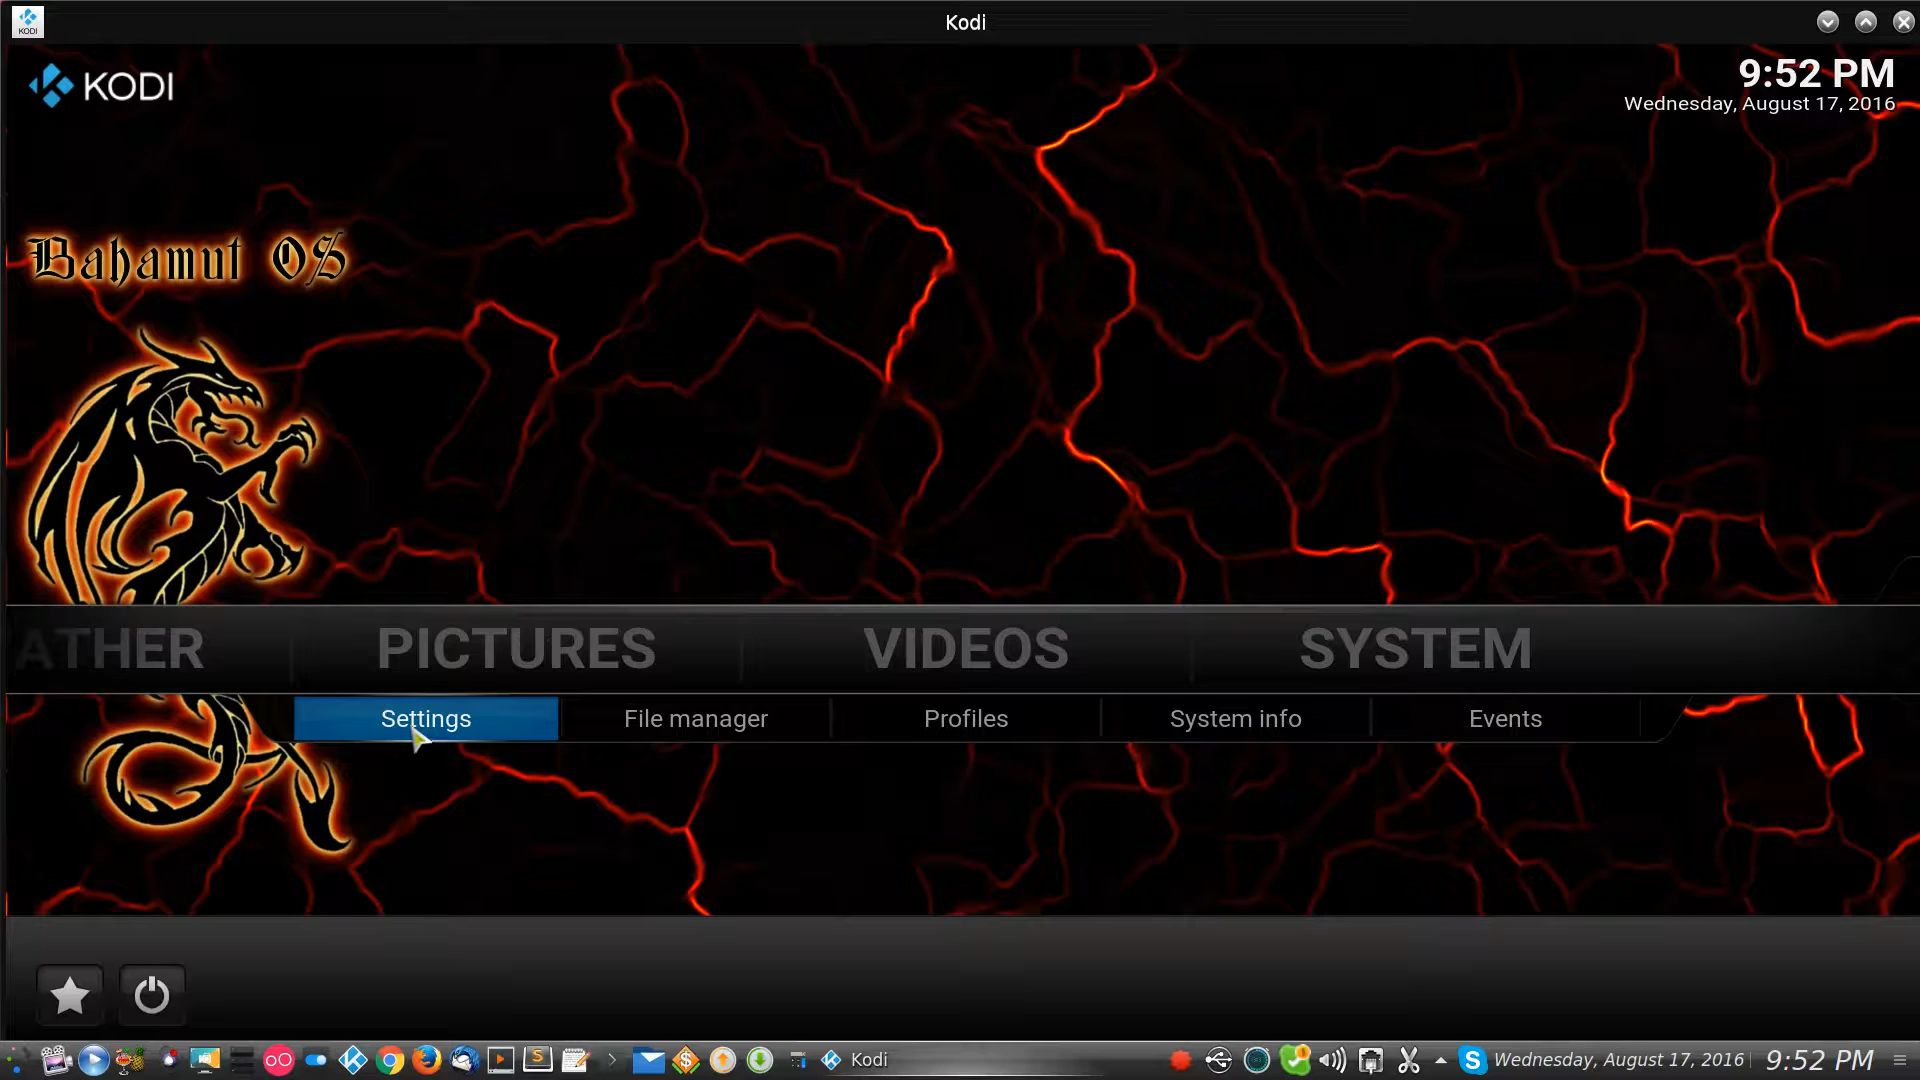 Kodi
KODI
KODI
9:52 PM
Wednesday, August 17, 2016
Bahamut OS
ATHER
PICTURES
VIDEOS
SYSTEM
Settings
File manager
Profiles
System info
Events
S
$
Kodi
S
Wednesday, August 17, 2016
9:52 PM